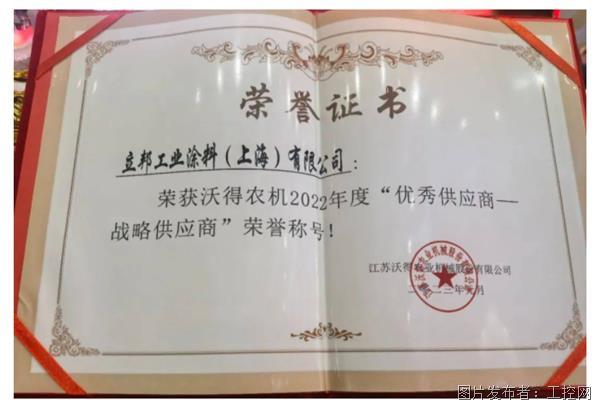 荣誉证书
立邦工业涂料（上海）有限公司：
荣获沃得农机2022年度“优秀供应商—
战略供应商”荣誉称号！
江苏沃得农业机械股份有限公司
图片发布者：工控网